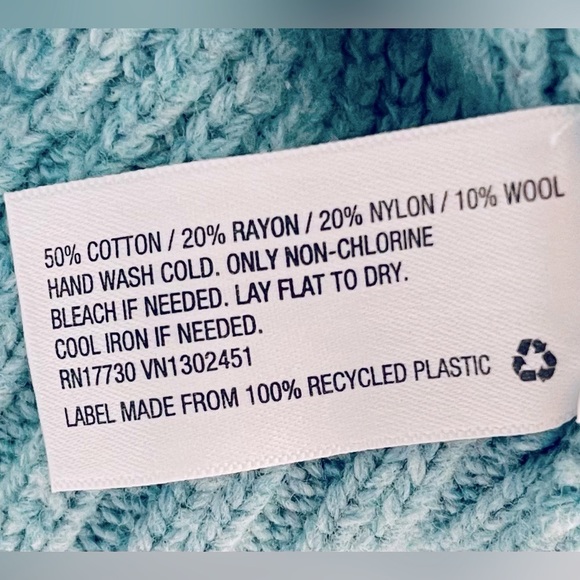 50% COTTON / 20% RAYON / 20% NYLON / 10% WOOL
HAND WASH COLD. ONLY NON-CHLORINE
BLEACH IF NEEDED. LAY FLAT TO DRY.
COOL IRON IF NEEDED.
RN17730 VN1302451
LABEL MADE FROM 100% RECYCLED PLASTIC